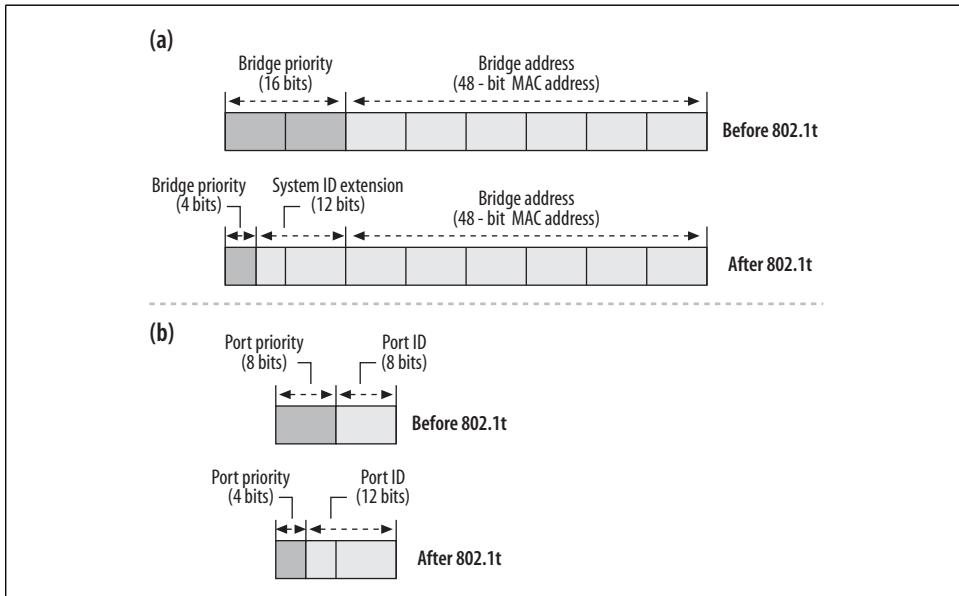 (a)
Bridge priority
(16 bits)
Bridge address
(48 - bit MAC address)
Before 802.1t
Bridge priority
(4 bits)
System ID extension
(12 bits)
Bridge address
(48 - bit MAC address)
After 802.1t
(b)
Port priority
(8 bits)
Port ID
(8 bits)
Before 802.1t
Port priority
(4 bits)
Port ID
(12 bits)
After 802.1t